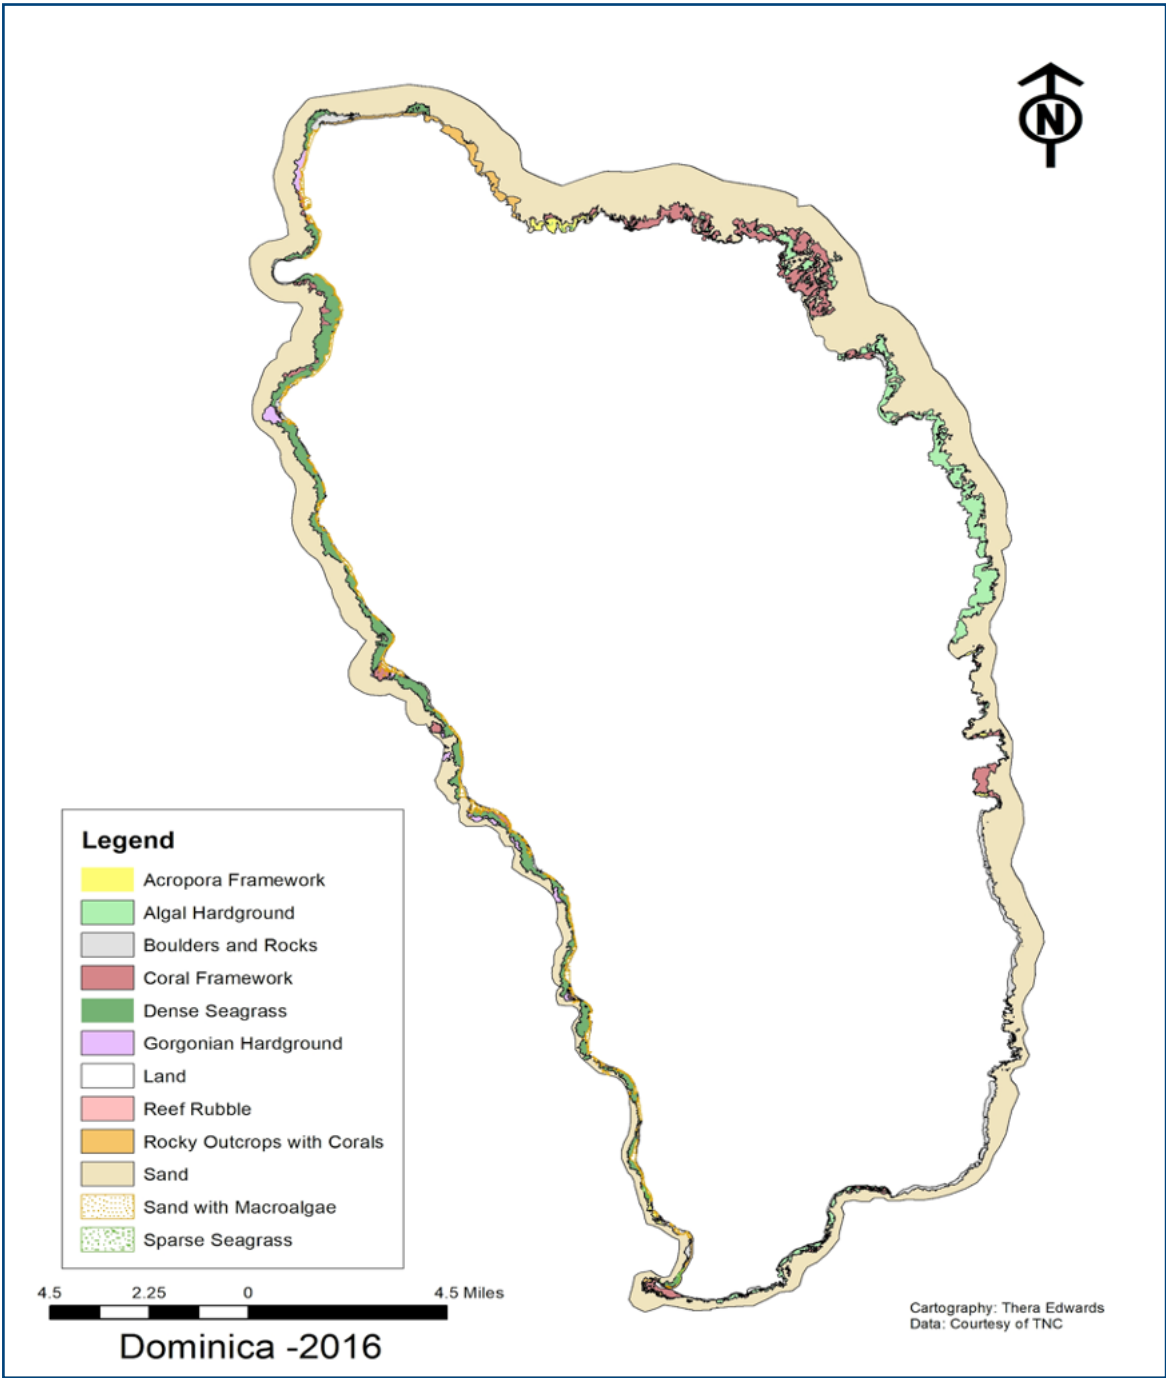 N
Legend
Acropora Framework
Algal Hardground
Boulders and Rocks
Coral Framework
Dense Seagrass
Gorgonian Hardground
Land
Reef Rubble
Rocky Outcrops with Corals
Sand
Sand with Macroalgae
Sparse Seagrass
4.5 2.25 0 4.5 Miles
Dominica -2016
Cartography: Thera Edwards
Data: Courtesy of TNC